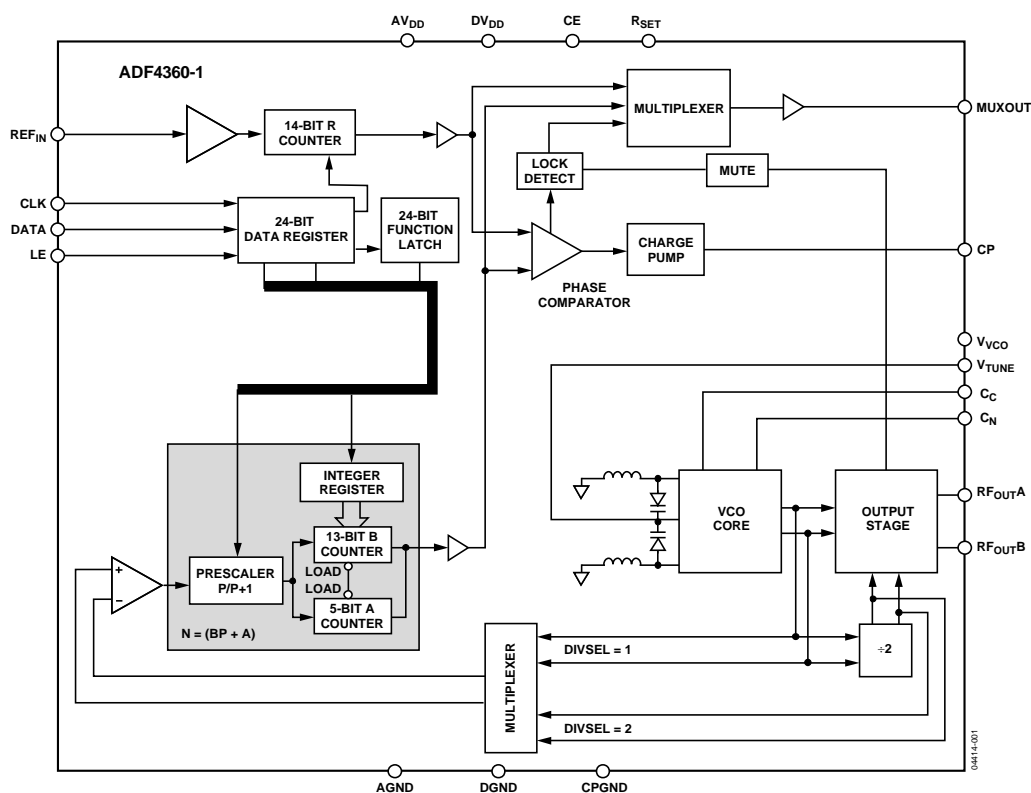 AVDD
DVDD
CE
RSET
ADF4360-1
REFIN
CLK
DATA
LE
14-BIT R
COUNTER
24-BIT
DATA REGISTER
24-BIT
FUNCTION
LATCH
MULTIPLEXER
MUXOUT
LOCK
DETECT
MUTE
CHARGE
PUMP
CP
PHASE
COMPARATOR
VVCO
VTUNE
CC
CN
INTEGER
REGISTER
13-BIT B
COUNTER
LOAD
LOAD
5-BIT A
COUNTER
PRESCALER
P/P+1
+
−
N = (BP + A)
VCO
CORE
OUTPUT
STAGE
RFOUTA
RFOUTB
÷2
MULTIPLEXER
DIVSEL = 1
DIVSEL = 2
04414-001
AGND
DGND
CPGND